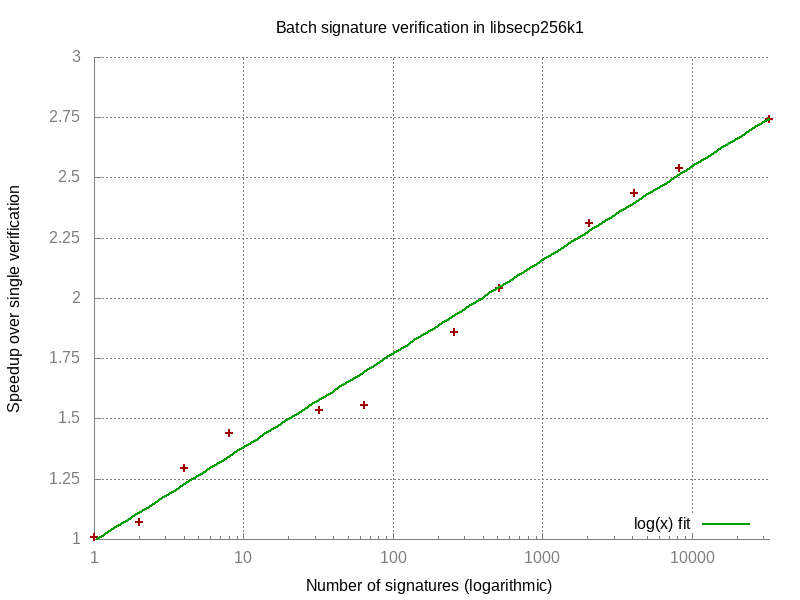 Batch signature verification in libsecp256k1
3
2.75
2.5
2.25
2
1.75
1.5
1.25
1
Speedup over single verification
log(x) fit
1 10 100 1000 10000
Number of signatures (logarithmic)